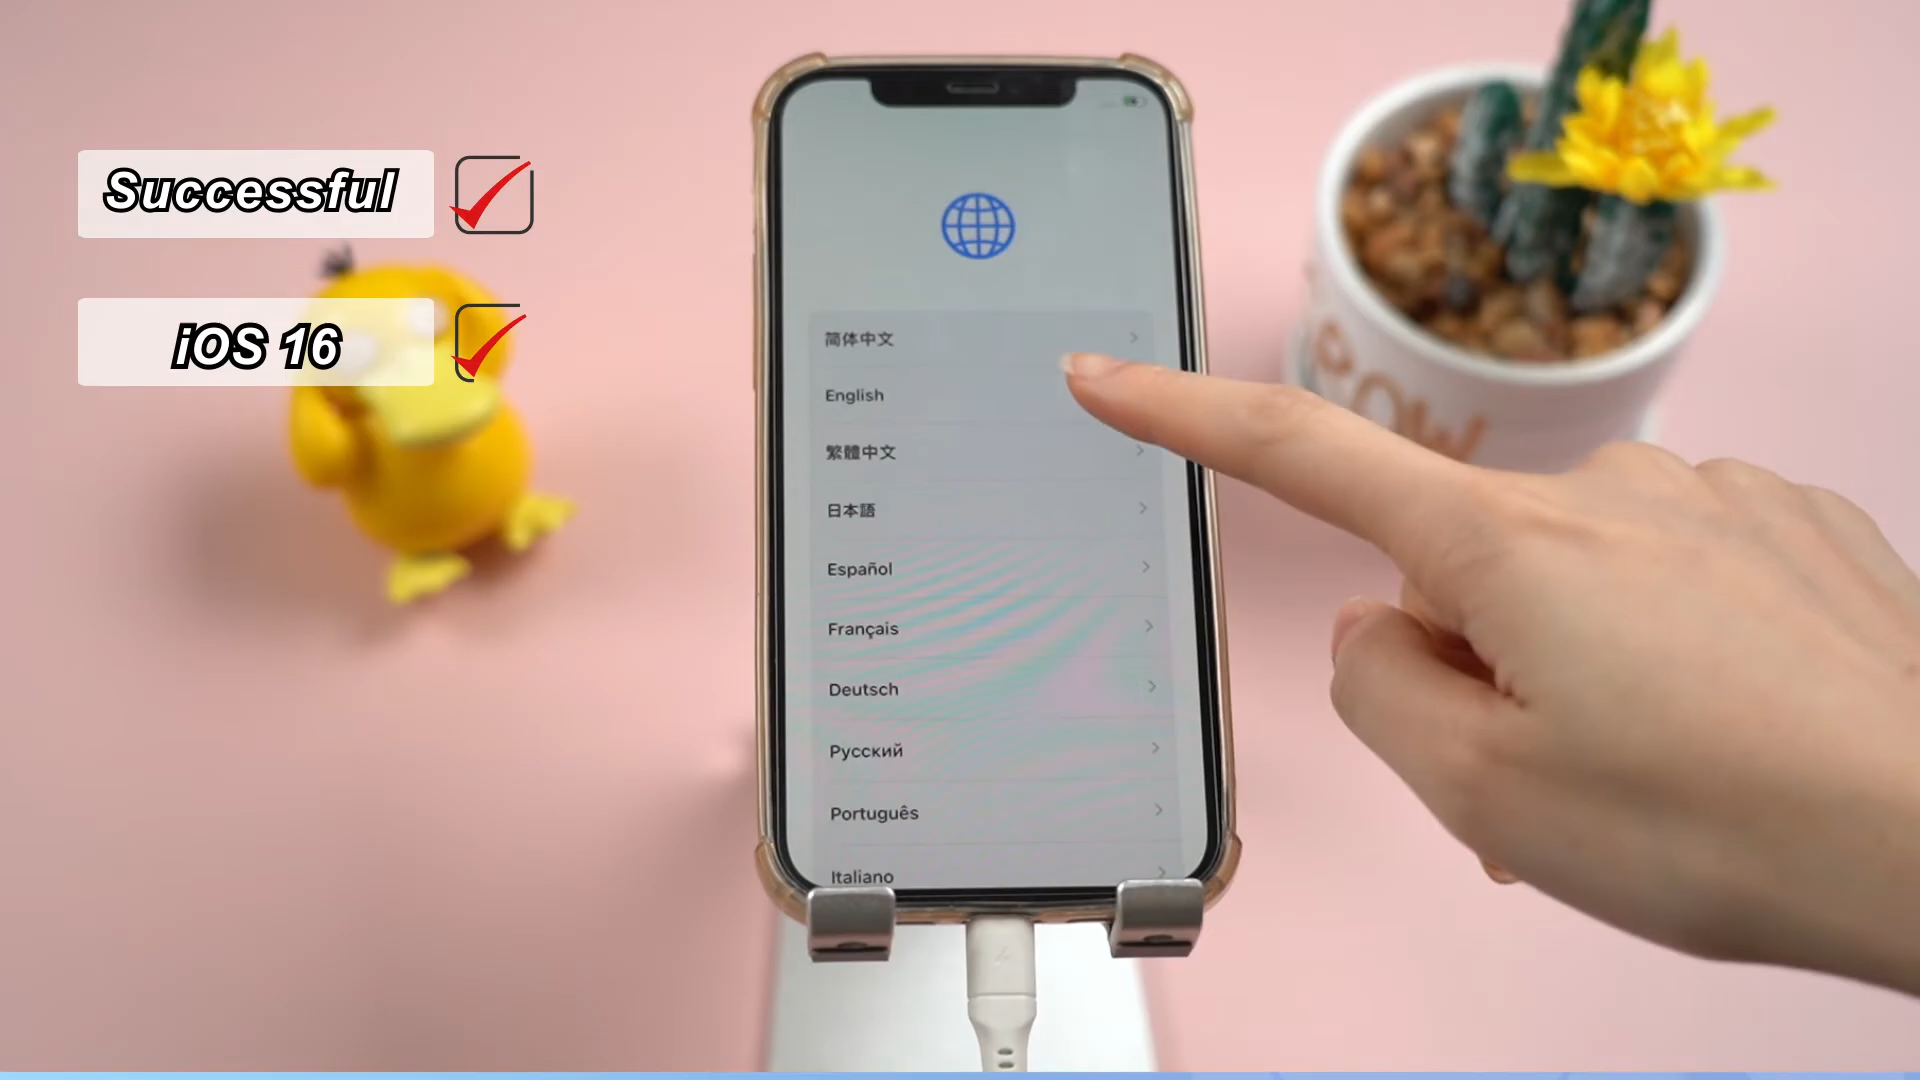 Successful
iOS 16
简体中文
English
繁體中文
日本語
Español
Français
Deutsch
Русский
Português
Italiano